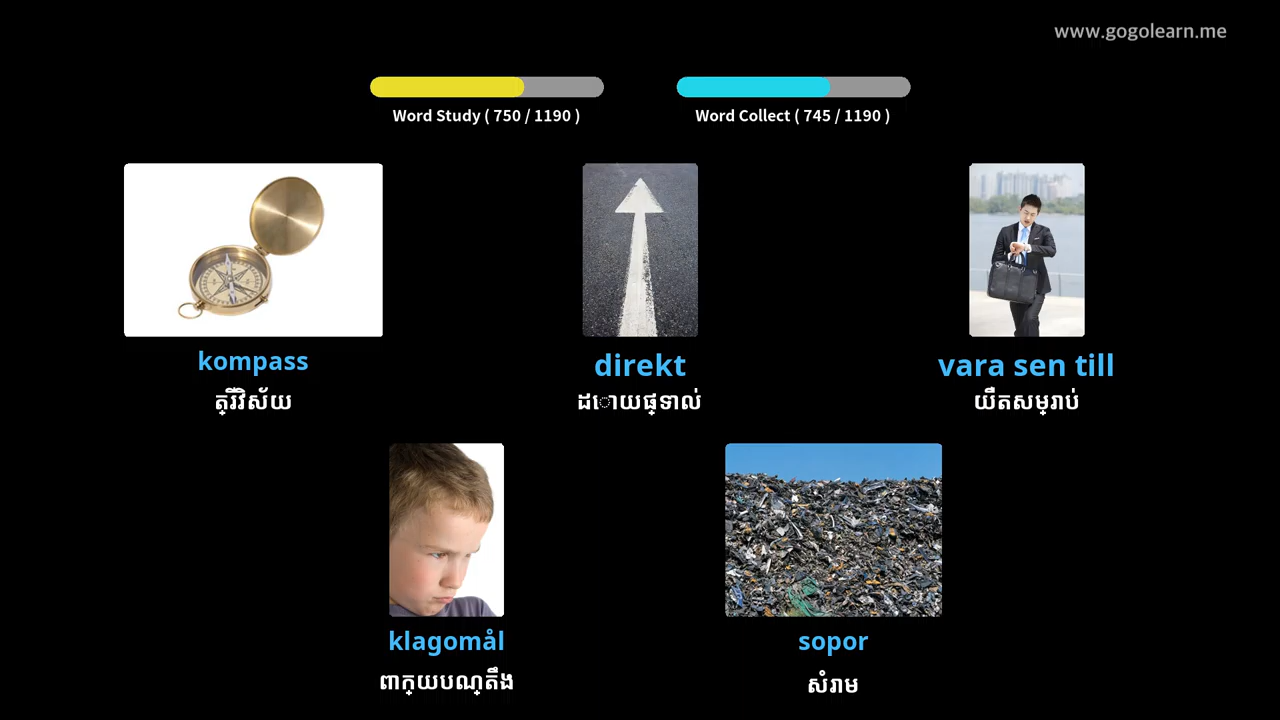 www.gogolearn.me
Word Study ( 750 / 1190 )
Word Collect ( 745 / 1190 )
kompass
ត្រីវិស័យ
direkt
ដោយផ្ទាល់
vara sen till
យឺតសម្រាប់
klagomål
ពាក្យបណ្តឹង
sopor
សំរាម